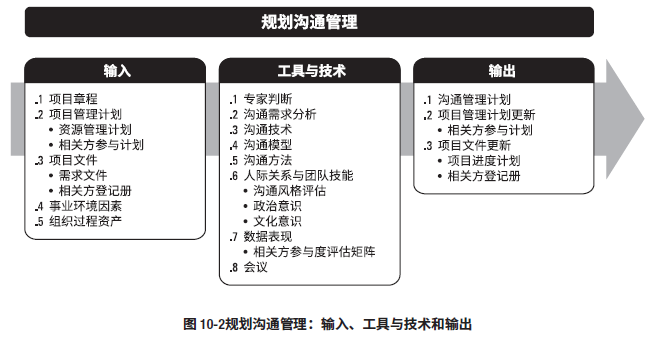 规划沟通管理
输入
.1 项目章程
.2 项目管理计划
• 资源管理计划
• 相关方参与计划
.3 项目文件
• 需求文件
• 相关方登记册
.4 事业环境因素
.5 组织过程资产
工具与技术
.1 专家判断
.2 沟通需求分析
.3 沟通技术
.4 沟通模型
.5 沟通方法
.6 人际关系与团队技能
• 沟通风格评估
• 政治意识
• 文化意识
.7 数据表现
• 相关方参与度评估矩阵
.8 会议
输出
.1 沟通管理计划
.2 项目管理计划更新
• 相关方参与计划
.3 项目文件更新
• 项目进度计划
• 相关方登记册
图 10-2规划沟通管理：输入、工具与技术和输出